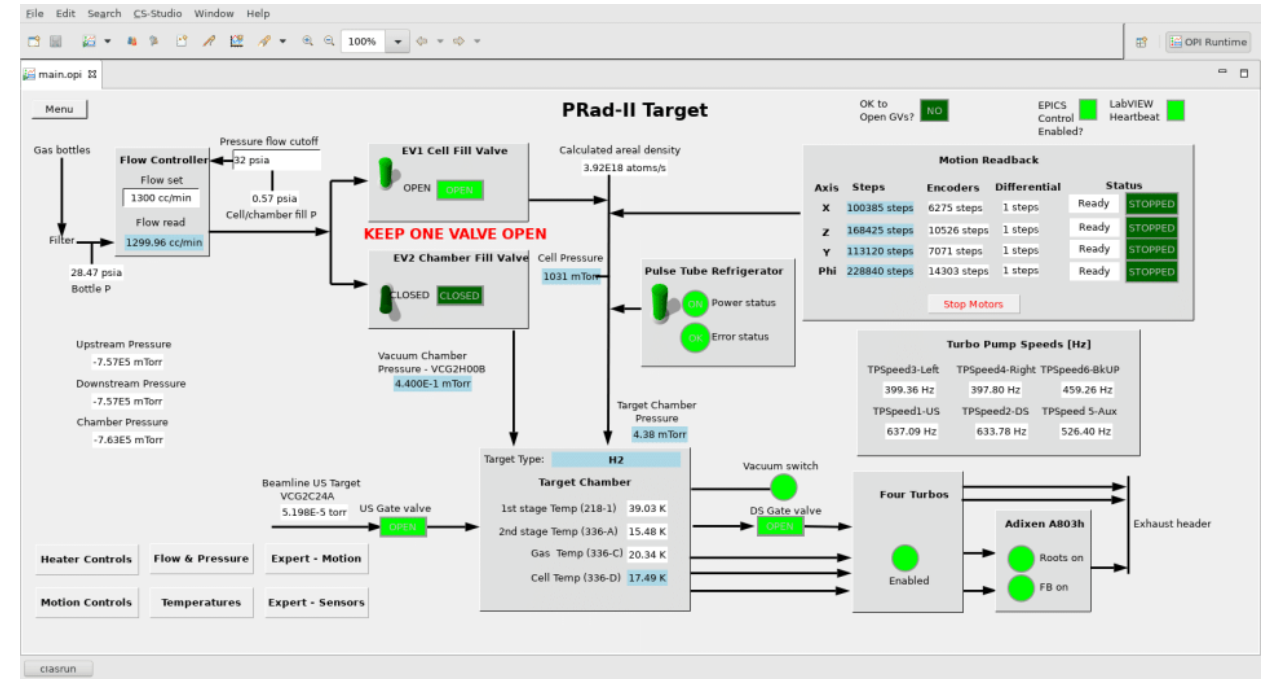 File Edit Search CS-Studio Window Help
100%
OPI Runtime
main.opi
Menu
PRad-II Target
OK to
Open GVs?
NO
EPICS
Control
Enabled?
LabVIEW
Heartbeat
Gas bottles
Flow Controller
Flow set
1300 cc/min
Flow read
1299.96 cc/min
Filter
28.47 psia
Bottle P
Pressure flow cutoff
32 psia
0.57 psia
Cell/chamber fill P
EV1 Cell Fill Valve
OPEN OPEN
KEEP ONE VALVE OPEN
EV2 Chamber Fill Valve
CLOSED CLOSED
Calculated areal density
3.92E18 atoms/s
Cell Pressure
1031 mTorr
Pulse Tube Refrigerator
ON Power status
OK Error status
Motion Readback
Axis Steps Encoders Differential Status
X 100385 steps 6275 steps 1 steps Ready STOPPED
Z 168425 steps 10526 steps 1 steps Ready STOPPED
Y 113120 steps 7071 steps 1 steps Ready STOPPED
Phi 228840 steps 14303 steps 1 steps Ready STOPPED
Stop Motors
Upstream Pressure
-7.57E5 mTorr
Downstream Pressure
-7.57E5 mTorr
Chamber Pressure
-7.63E5 mTorr
Vacuum Chamber
Pressure - VCG2H00B
4.400E-1 mTorr
Target Chamber
Pressure
4.38 mTorr
Turbo Pump Speeds [Hz]
TPSpeed3-Left TPSpeed4-Right TPSpeed6-BkUP
399.36 Hz 397.80 Hz 459.26 Hz
TPSpeed1-US TPSpeed2-DS TPSpeed 5-Aux
637.09 Hz 633.78 Hz 526.40 Hz
Beamline US Target
VCG2C24A
5.198E-5 torr
US Gate valve
OPEN
Target Type: H2
Target Chamber
1st stage Temp (218-1) 39.03 K
2nd stage Temp (336-A) 15.48 K
Gas Temp (336-C) 20.34 K
Cell Temp (336-D) 17.49 K
Vacuum switch
DS Gate valve
OPEN
Four Turbos
Enabled
Adixen A803h
Roots on
FB on
Exhaust header
Heater Controls Flow & Pressure Expert - Motion
Motion Controls Temperatures Expert - Sensors
clasrun